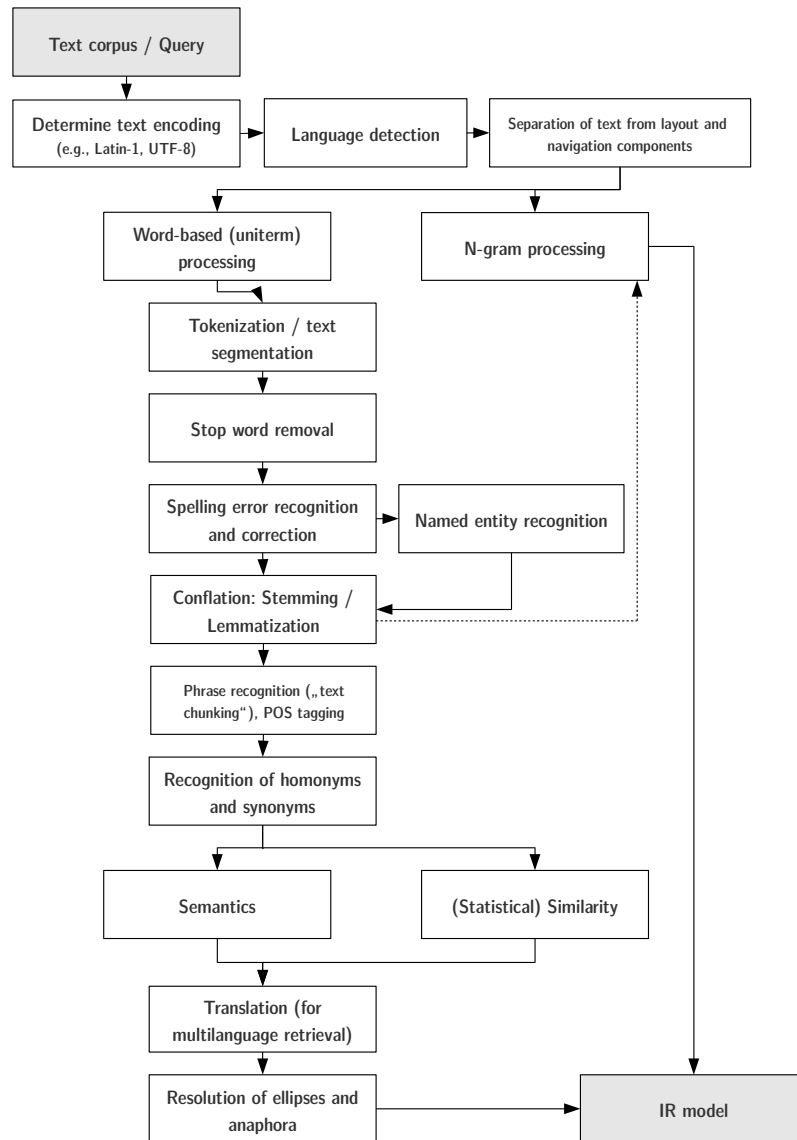 Text corpus / Query
Determine text encoding
(e.g., Latin-1, UTF-8)
Language detection
Separation of text from layout and
navigation components
Word-based (uniterm)
processing
N-gram processing
Tokenization / text
segmentation
Stop word removal
Spelling error recognition
and correction
Named entity recognition
Conflation: Stemming /
Lemmatization
Phrase recognition („text
chunking“), POS tagging
Recognition of homonyms
and synonyms
Semantics
(Statistical) Similarity
Translation (for
multilanguage retrieval)
Resolution of ellipses and
anaphora
IR model